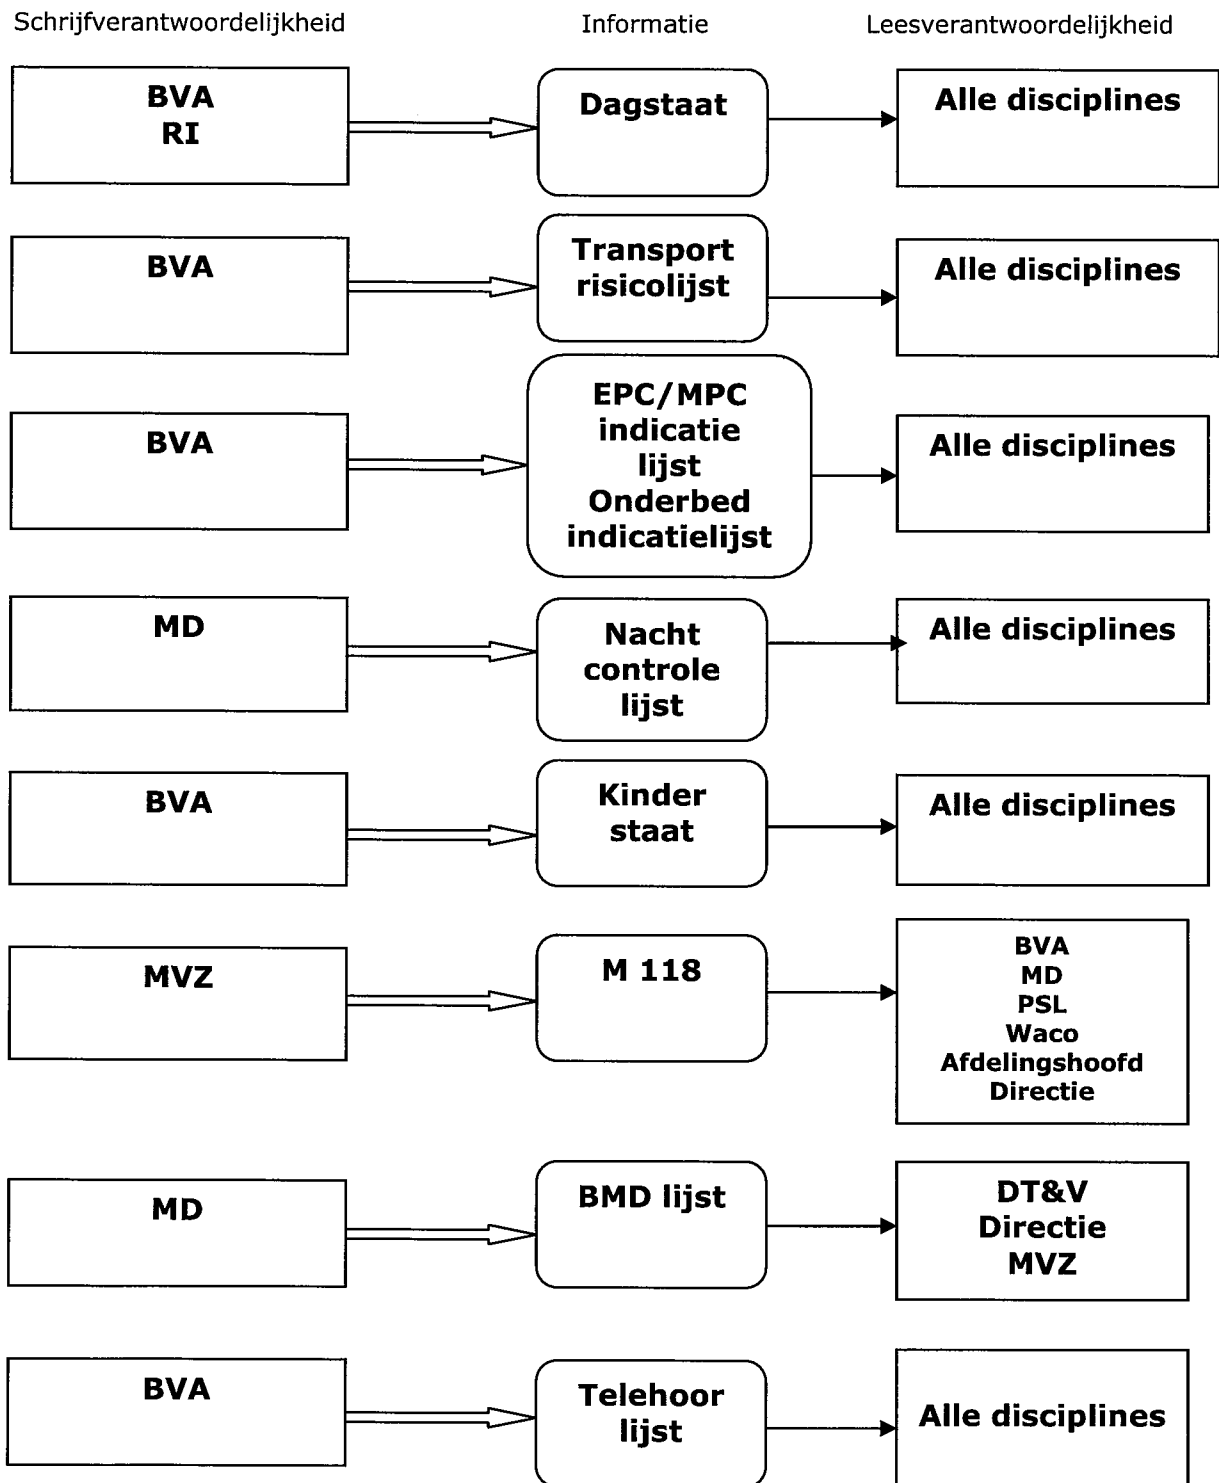 Schrijfverantwoordelijkheid
Informatie
Leesverantwoordelijkheid
BVA
RI
Dagstaat
Alle disciplines
BVA
Transport
risicolijst
Alle disciplines
BVA
EPC/MPC
indicatie
lijst
Onderbed
indicatielijst
Alle disciplines
MD
Nacht
controle
lijst
Alle disciplines
BVA
Kinder
staat
Alle disciplines
MVZ
M 118
BVA
MD
PSL
Waco
Afdelingshoofd
Directie
MD
BMD lijst
DT&V
Directie
MVZ
BVA
Telehoor
lijst
Alle disciplines